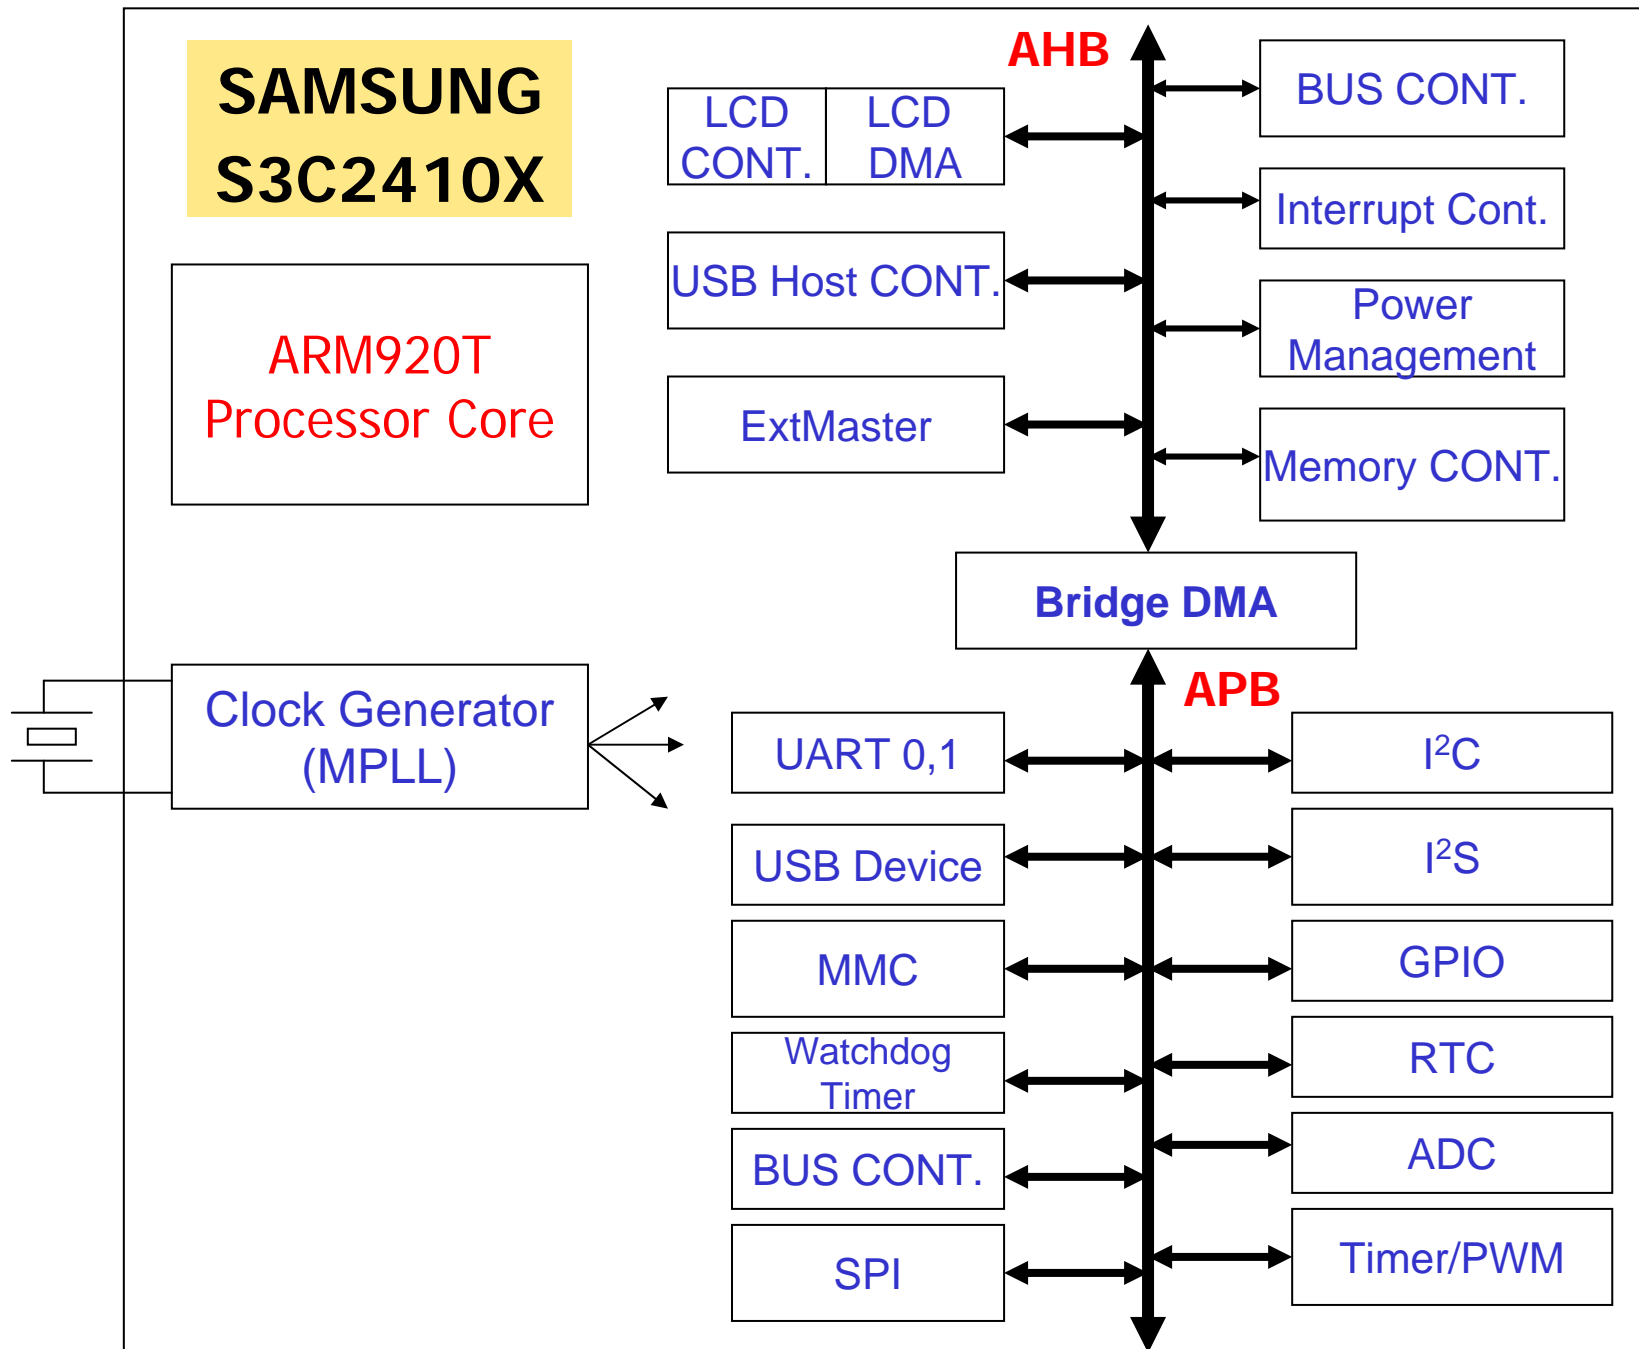 SAMSUNG
S3C2410X
ARM920T
Processor Core
Clock Generator
(MPLL)
AHB
LCD
CONT.
LCD
DMA
USB Host CONT.
ExtMaster
BUS CONT.
Interrupt Cont.
Power
Management
Memory CONT.
Bridge DMA
APB
UART 0,1
USB Device
MMC
Watchdog
Timer
BUS CONT.
SPI
I²C
I²S
GPIO
RTC
ADC
Timer/PWM